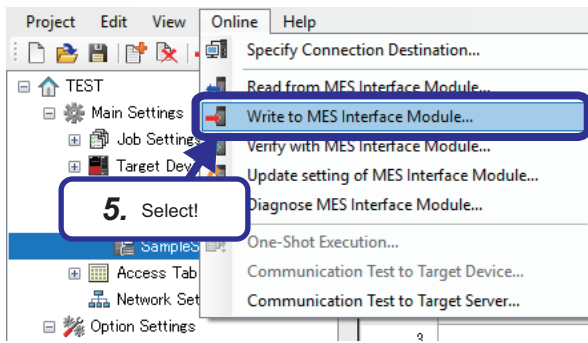 Project Edit View Online Help
Specify Connection Destination...
TEST
Read from MES Interface Module...
Main Settings
Write to MES Interface Module...
Job Settings
Verify with MES Interface Module...
Target Dev
Update setting of MES Interface Module...
5. Select!
Diagnose MES Interface Module...
SampleS
One-Shot Execution...
Access Tab
Communication Test to Target Device...
Network Set
Communication Test to Target Server...
Option Settings
3